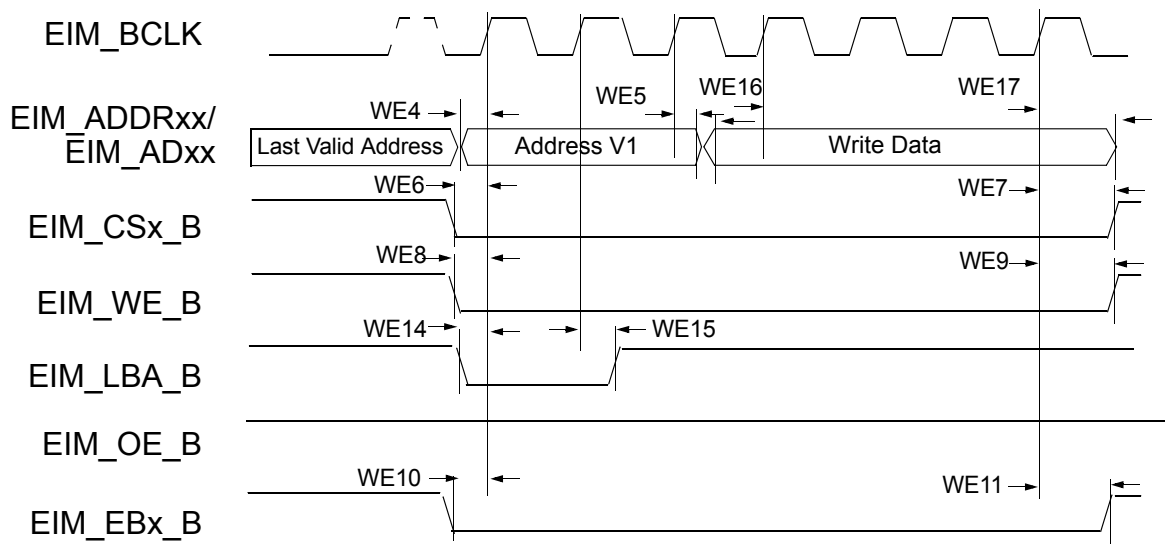 EIM_BCLK
WE4
WE5
WE16
WE17
EIM_ADDRxx/
EIM_ADxx
Last Valid Address
Address V1
Write Data
WE6
WE7
EIM_CSx_B
WE8
WE9
EIM_WE_B
WE14
WE15
EIM_LBA_B
EIM_OE_B
WE10
WE11
EIM_EBx_B